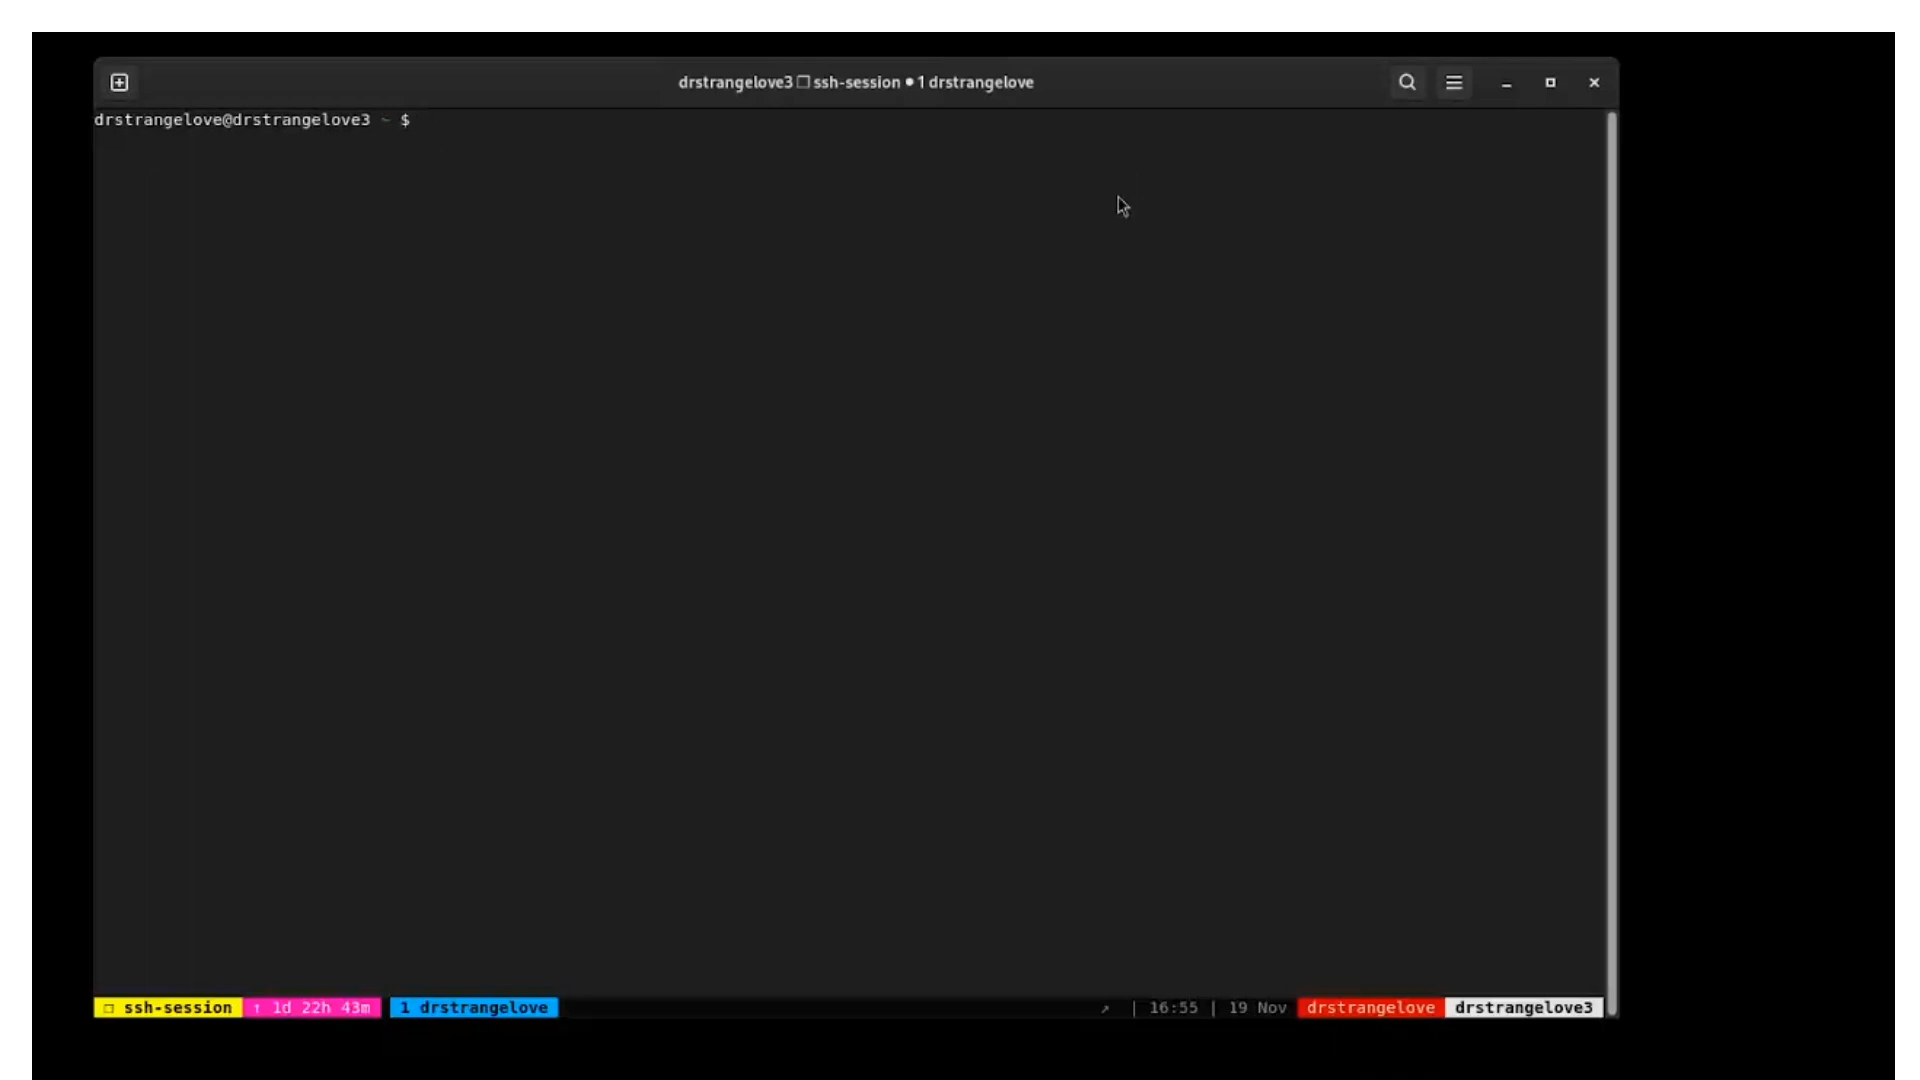 drstrangelove3 ❐ ssh-session ● 1 drstrangelove
drstrangelove@drstrangelove3 ~ $
❐ ssh-session ↑ 1d 22h 43m 1 drstrangelove ↗ | 16:55 | 19 Nov drstrangelove drstrangelove3